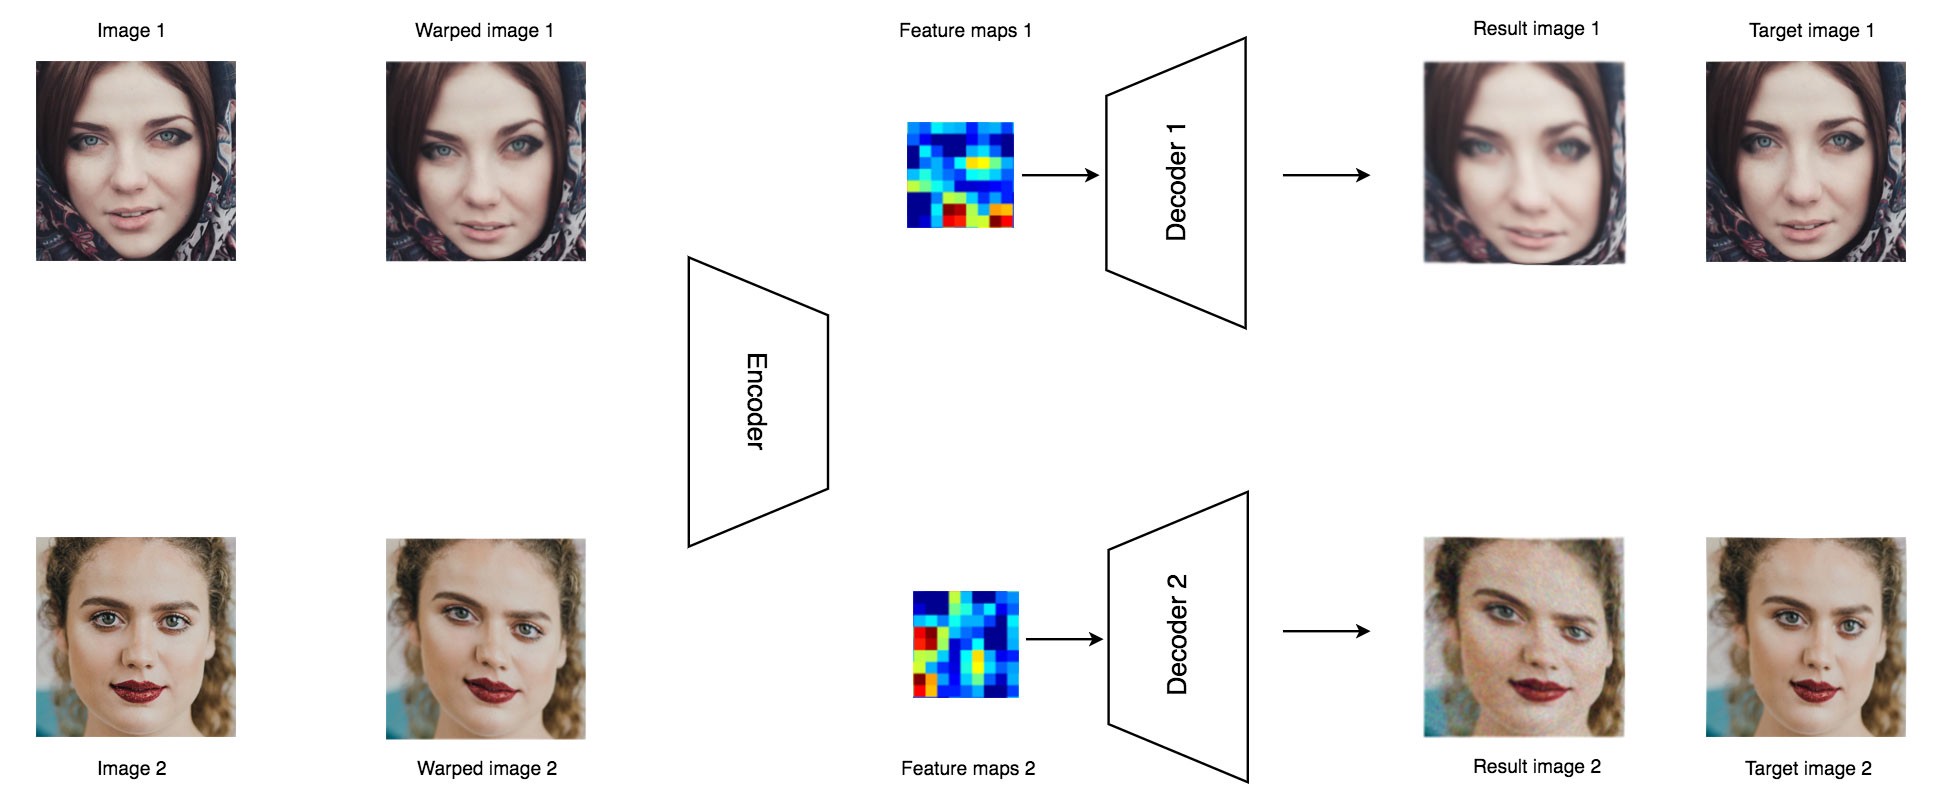 Image 1
Warped image 1
Feature maps 1
Result image 1
Target image 1
Decoder 1
Encoder
Decoder 2
Image 2
Warped image 2
Feature maps 2
Result image 2
Target image 2